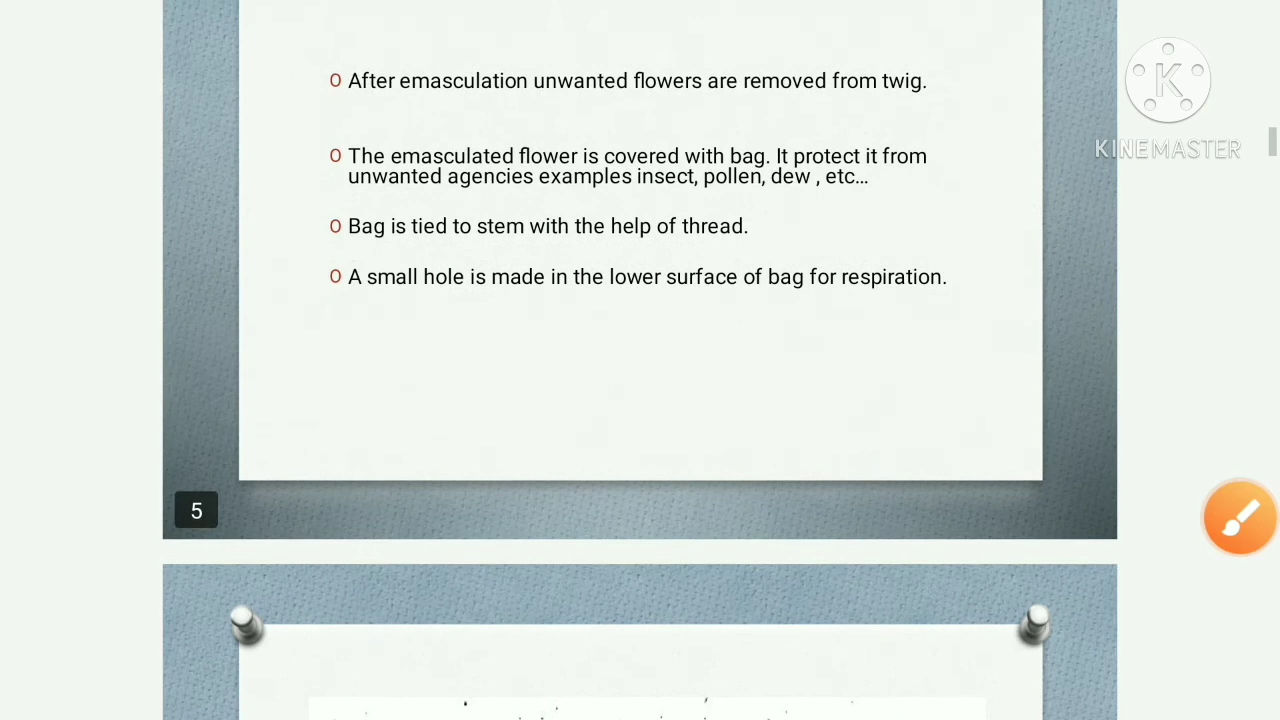 O After emasculation unwanted flowers are removed from twig.
O The emasculated flower is covered with bag. It protect it from
unwanted agencies examples insect, pollen, dew , etc...
O Bag is tied to stem with the help of thread.
O A small hole is made in the lower surface of bag for respiration.
K
KINEMASTER
5